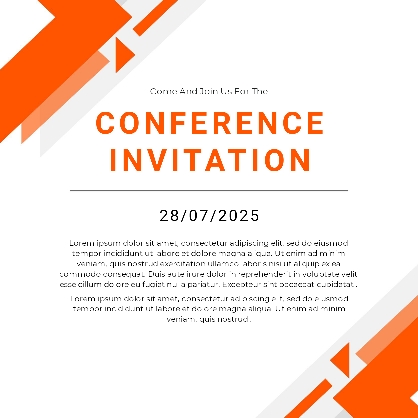 Come And Join Us For The
CONFERENCE
INVITATION
28/07/2025
Lorem ipsum dolor sit amet, consectetur adipiscing elit, sed do eiusmod
tempor incididunt ut labore et dolore magna aliqua. Ut enim ad minim
veniam, quis nostrud exercitation ullamco laboris nisi ut aliquip ex ea
commodo consequat. Duis aute irure dolor in reprehenderit in voluptate velit
esse cillum dolore eu fugiat nulla pariatur. Excepteur sint occaecat cupidatat.
Lorem ipsum dolor sit amet, consectetur adipiscing elit, sed do eiusmod
tempor incididunt ut labore et dolore magna aliqua. Ut enim ad minim
veniam, quis nostrud.